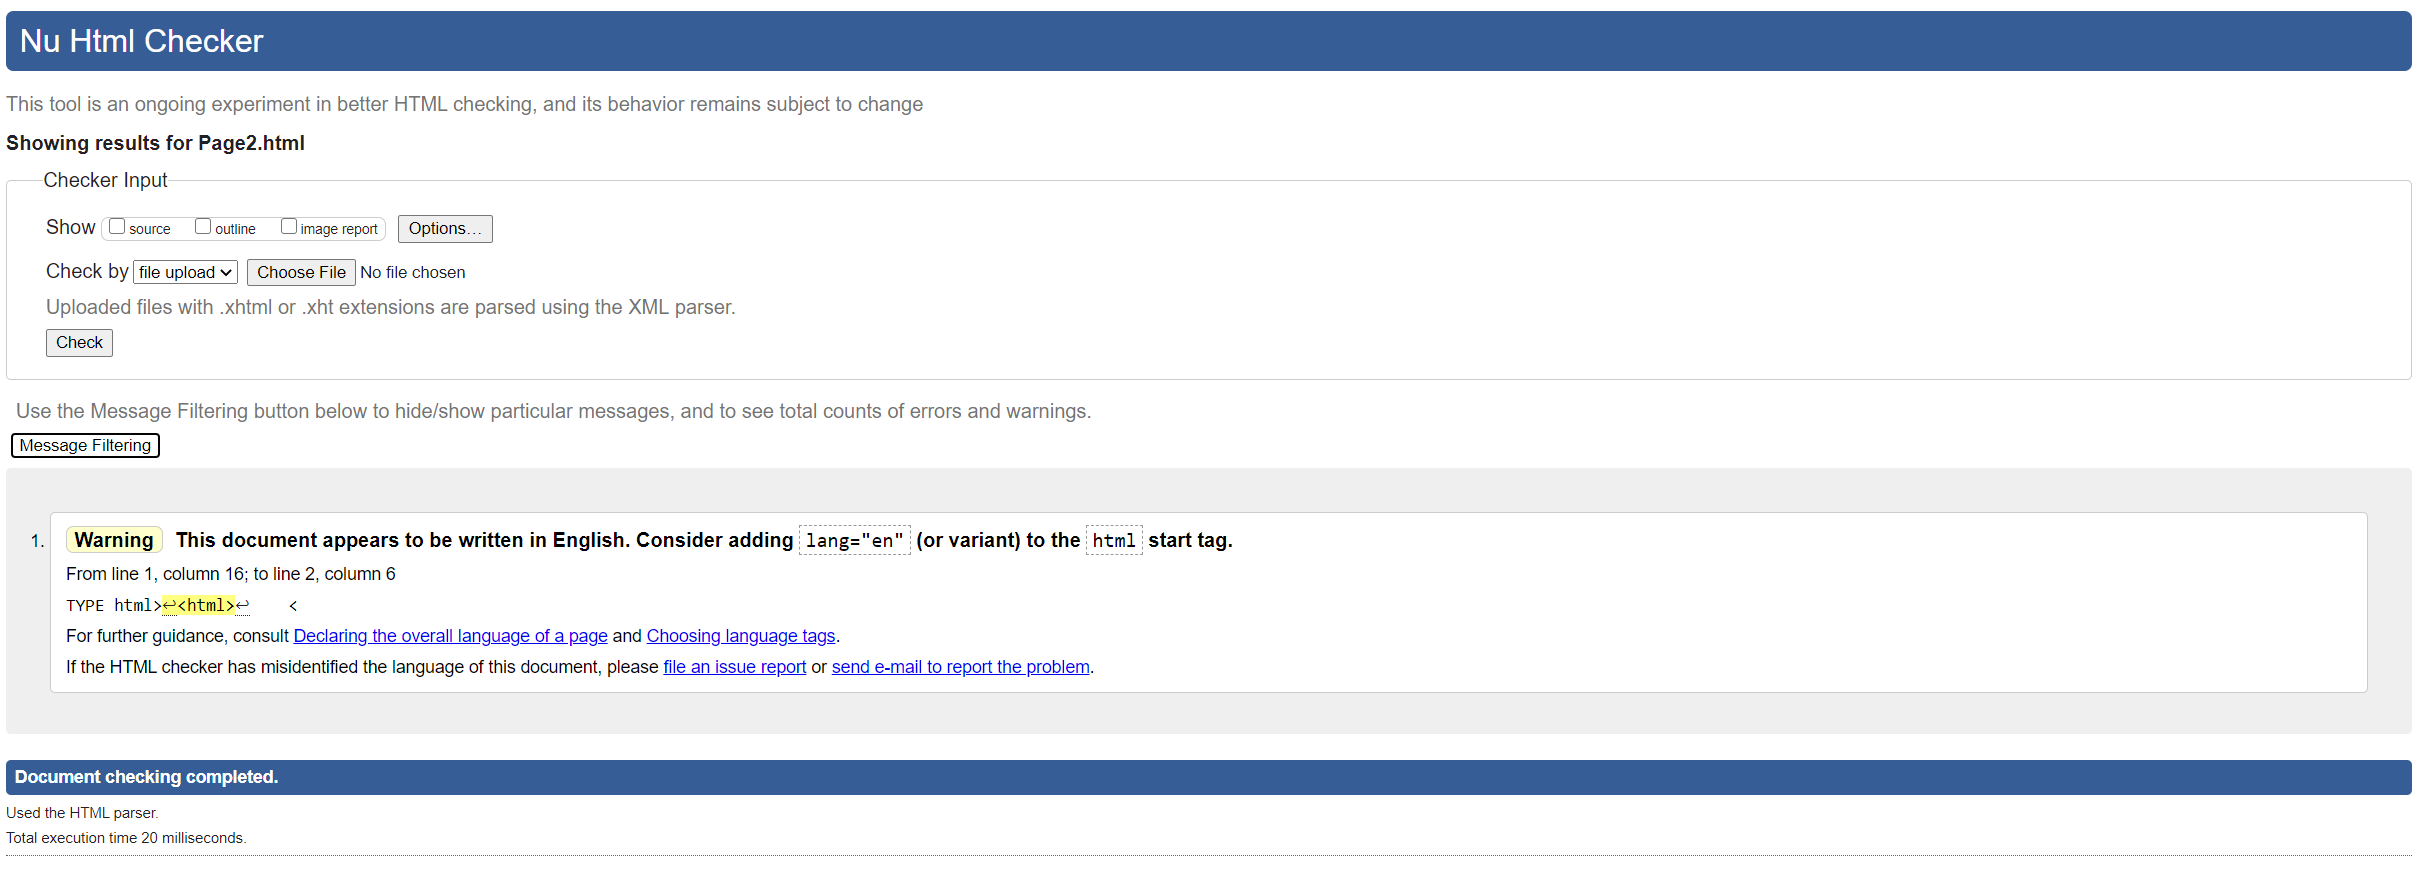 Nu Html Checker
This tool is an ongoing experiment in better HTML checking, and its behavior remains subject to change
Showing results for Page2.html
Checker Input
Show source outline image report Options…
Check by file upload Choose File No file chosen
Uploaded files with .xhtml or .xht extensions are parsed using the XML parser.
Check
Use the Message Filtering button below to hide/show particular messages, and to see total counts of errors and warnings.
Message Filtering
1. Warning This document appears to be written in English. Consider adding lang="en" (or variant) to the html start tag.
From line 1, column 16; to line 2, column 6
TYPE html>↩<html>↩    <
For further guidance, consult Declaring the overall language of a page and Choosing language tags.
If the HTML checker has misidentified the language of this document, please file an issue report or send e-mail to report the problem.
Document checking completed.
Used the HTML parser.
Total execution time 20 milliseconds.